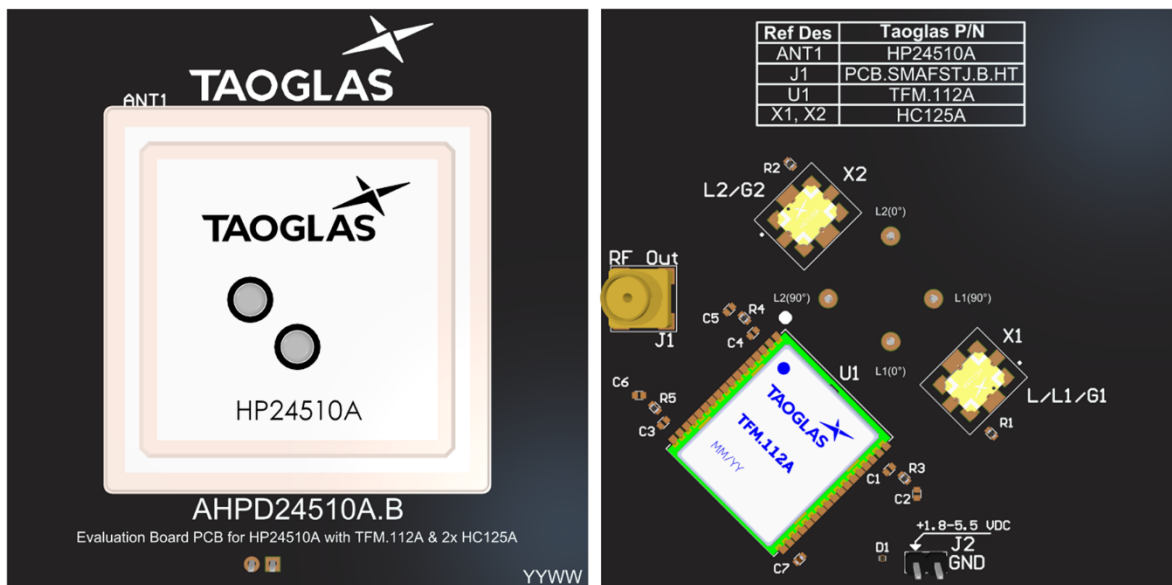 TAOGLAS
ANT1
TAOGLAS
HP24510A
AHPD24510A.B
Evaluation Board PCB for HP24510A with TFM.112A & 2x HC125A
YYWW
Ref Des Taoglas P/N
ANT1 HP24510A
J1 PCB.SMAFSTJ.B.HT
U1 TFM.112A
X1, X2 HC125A
R2
X2
L2/G2
L2(0°)
RF Out
J1
L2(90°)
L1(90°)
C5
R4
C4
X1
L1(0°)
U1
C6
R5
C3
L/L1/G1
R1
TAOGLAS
TFM.112A
MM/YY
C1
R3
C2
+1.8-5.5 VDC
J2
GND
D1
C7